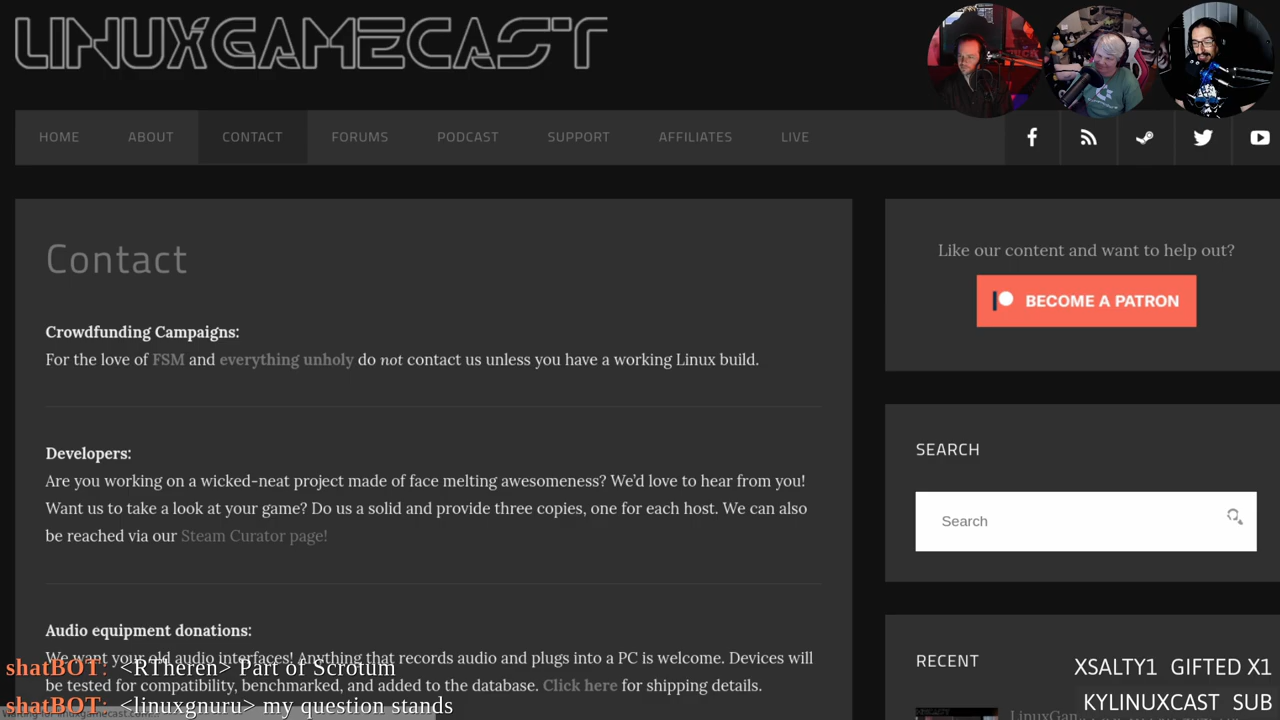 LINUXGAMECAST
HOME ABOUT CONTACT FORUMS PODCAST SUPPORT AFFILIATES LIVE
Contact
Crowdfunding Campaigns:
For the love of FSM and everything unholy do not contact us unless you have a working Linux build.
Developers:
Are you working on a wicked-neat project made of face melting awesomeness? We'd love to hear from you!
Want us to take a look at your game? Do us a solid and provide three copies, one for each host. We can also
be reached via our Steam Curator page!
Audio equipment donations:
We want your old audio interfaces! Anything that records audio and plugs into a PC is welcome. Devices will
be tested for compatibility, benchmarked, and added to the database. Click here for shipping details.
Like our content and want to help out?
BECOME A PATRON
SEARCH
Search
RECENT
shatBOT: <RTheren> Part of Scrotum
shatBOT: <linuxgnuru> my question stands
XSALTY1 GIFTED X1
KYLINUXCAST SUB